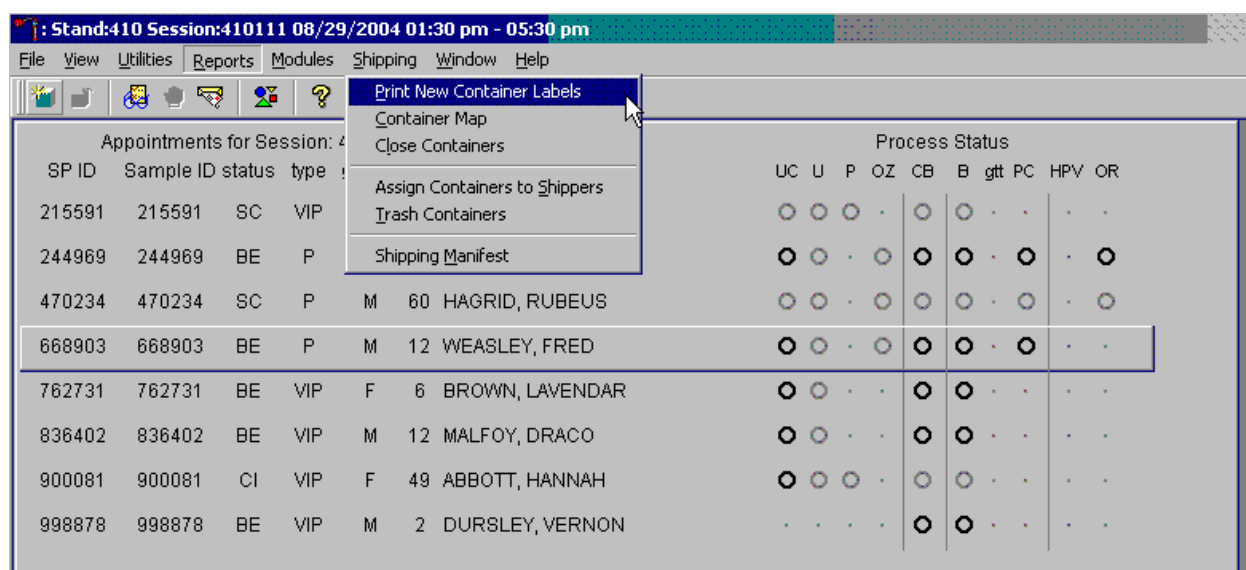 : Stand:410 Session:410111 08/29/2004 01:30 pm - 05:30 pm
File View Utilities Reports Modules Shipping Window Help
Print New Container Labels
Container Map
Close Containers
Assign Containers to Shippers
Trash Containers
Shipping Manifest
Appointments for Session: 4 Process Status
SP ID Sample ID status type UC U P OZ CB B gtt PC HPV OR
215591 215591 SC VIP
244969 244969 BE P
470234 470234 SC P M 60 HAGRID, RUBEUS
668903 668903 BE P M 12 WEASLEY, FRED
762731 762731 BE VIP F 6 BROWN, LAVENDAR
836402 836402 BE VIP M 12 MALFOY, DRACO
900081 900081 CI VIP F 49 ABBOTT, HANNAH
998878 998878 BE VIP M 2 DURSLEY, VERNON